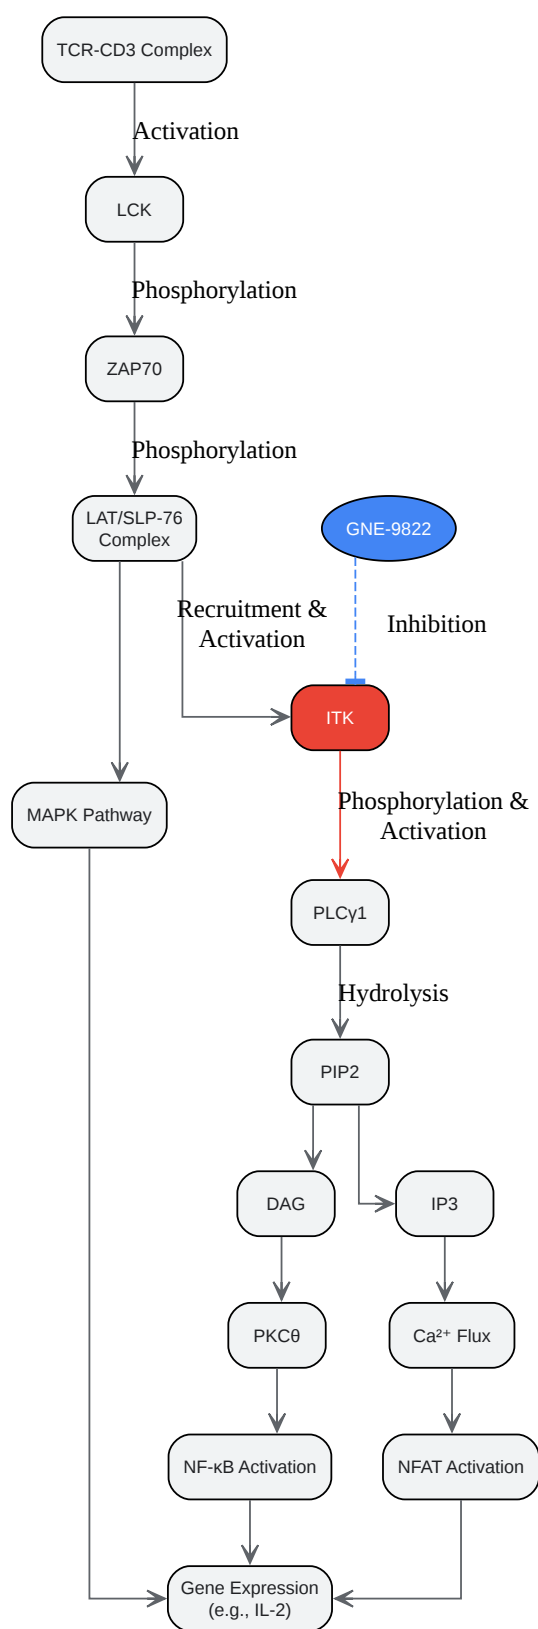 TCR-CD3 Complex
Activation
LCK
Phosphorylation
ZAP70
Phosphorylation
LAT/SLP-76
Complex
GNE-9822
Recruitment &
Activation
Inhibition
ITK
MAPK Pathway
Phosphorylation &
Activation
PLCγ1
Hydrolysis
PIP2
DAG
IP3
PKCθ
Ca²⁺ Flux
NF-κB Activation
NFAT Activation
Gene Expression
(e.g., IL-2)